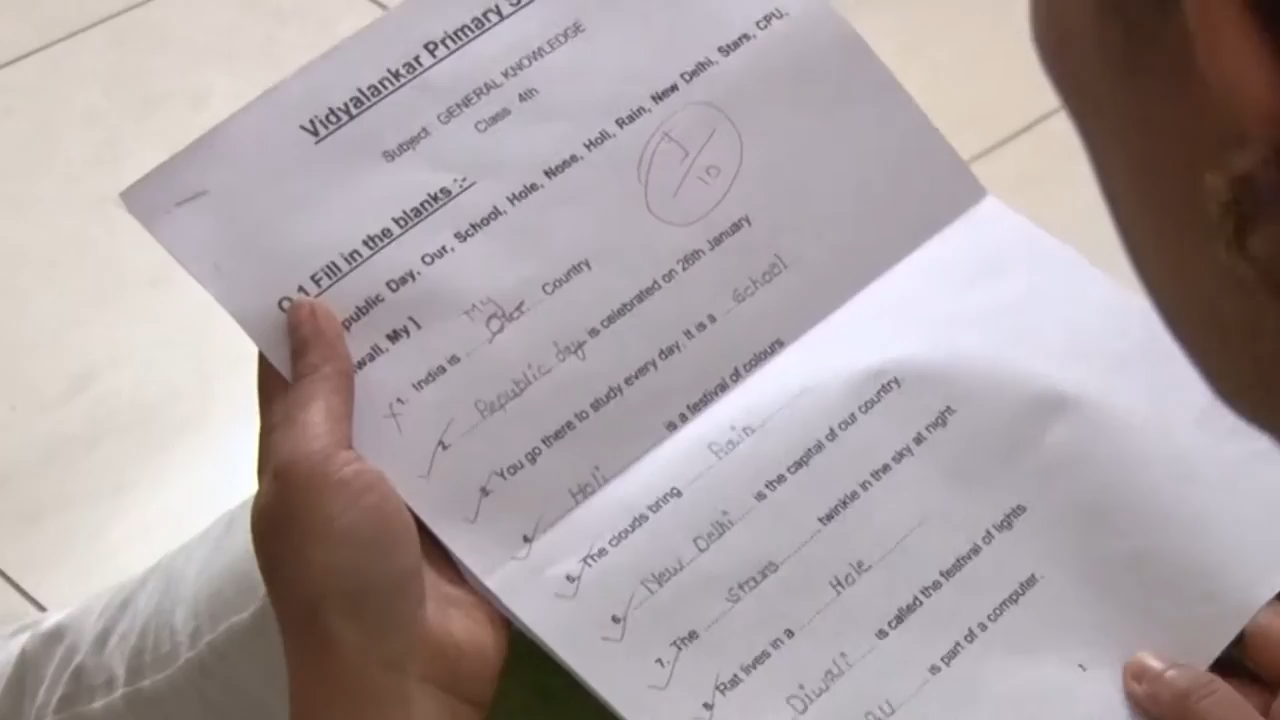 Vidyalankar Primary S
Subject GENERAL KNOWLEDGE
Class 4th
Q.1 Fill in the blanks :-
public Day, Our, School, Hole, Nose, Holi, Rain, New Delhi, Stars, CPU,
wali, My ]
10
My
X 1. India is Our Country
2. Republic day is celebrated on 26th January
3. You go there to study every day. It is a School
4. Holi is a festival of colours
5. The clouds bring Rain
6. New Delhi is the capital of our country.
7. The Stars twinkle in the sky at night
8. Rat lives in a Hole
Diwali is called the festival of lights
is part of a computer.
1